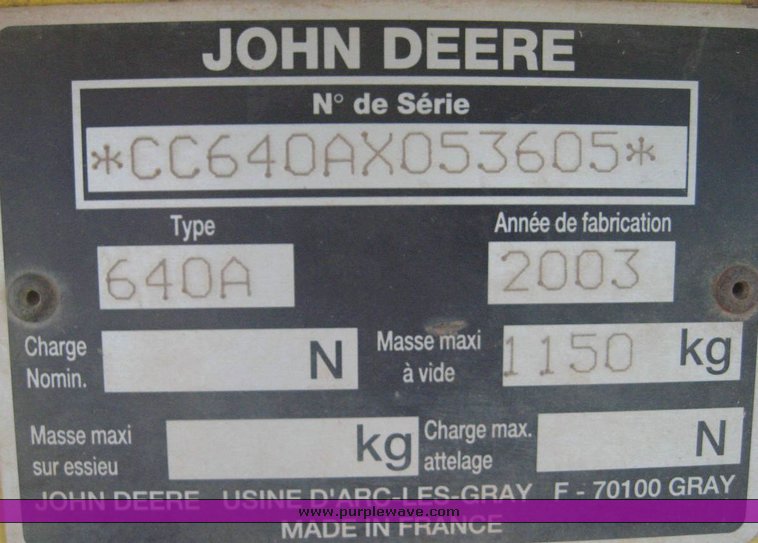 JOHN DEERE
N° de Série
*CC640AX053605*
Type
Année de fabrication
640A
2003
Charge Nomin.
N
Masse maxi à vide
1150 kg
Masse maxi sur essieu
kg
Charge max. attelage
N
JOHN DEERE USINE D'ARC-LES-GRAY F - 70100 GRAY
www.purplewave.com
MADE IN FRANCE